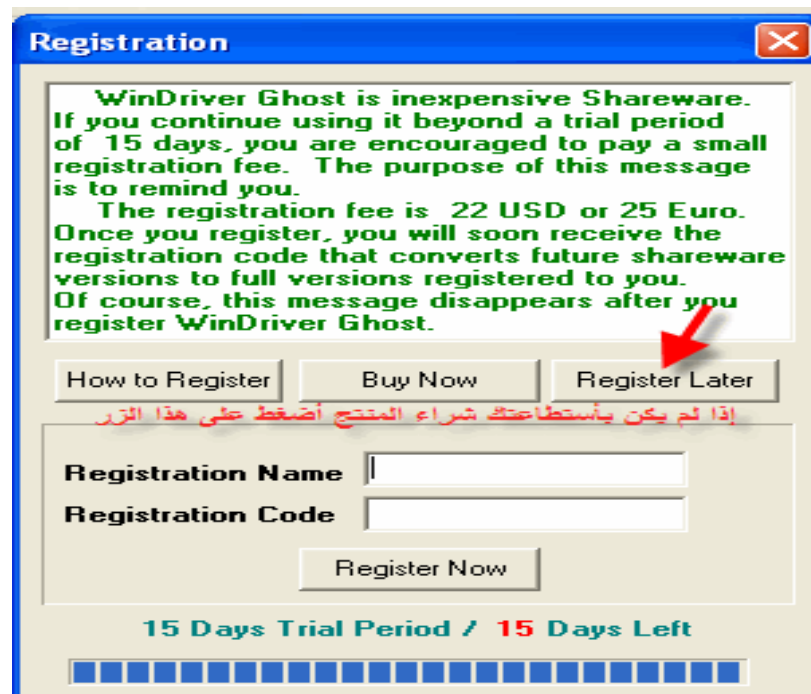 Registration
WinDriver Ghost is inexpensive Shareware.
If you continue using it beyond a trial period
of 15 days, you are encouraged to pay a small
registration fee. The purpose of this message
is to remind you.
The registration fee is 22 USD or 25 Euro.
Once you register, you will soon receive the
registration code that converts future shareware
versions to full versions registered to you.
Of course, this message disappears after you
register WinDriver Ghost.
How to Register Buy Now Register Later
إذا لم يكن بأستطاعتك شراء المنتج أضغط على هذا الزر
Registration Name
Registration Code
Register Now
15 Days Trial Period / 15 Days Left